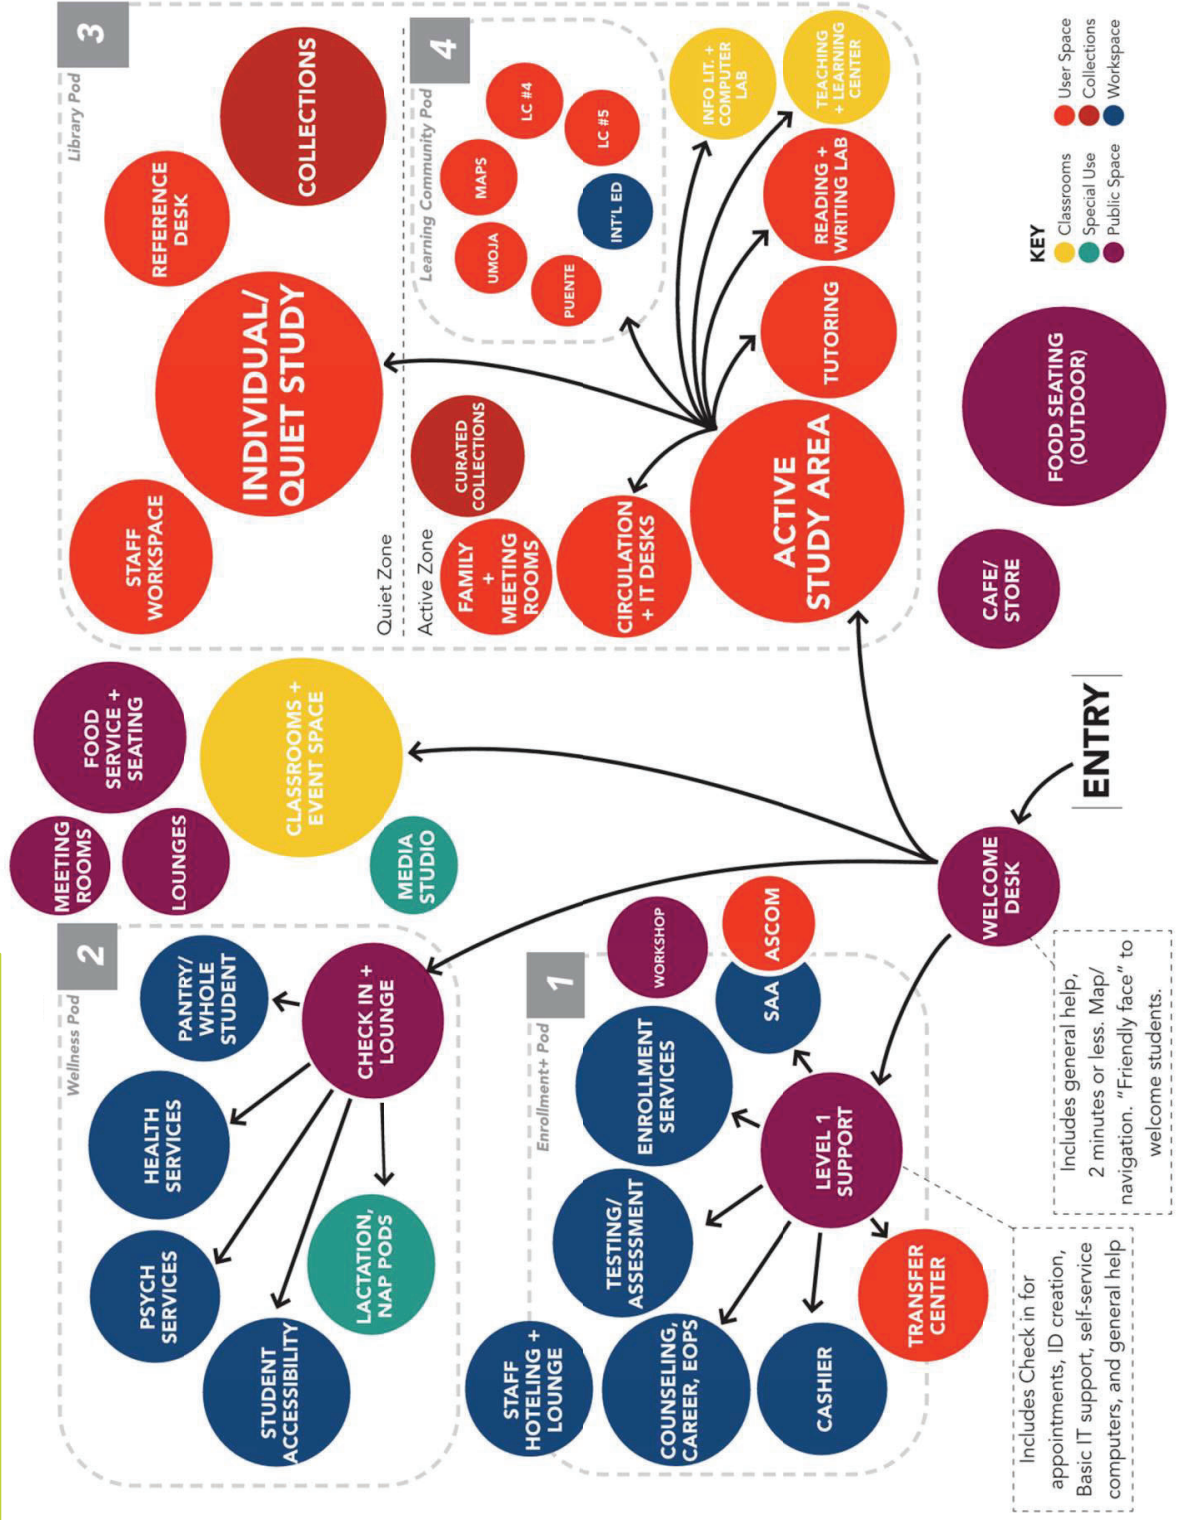 2
Wellness Pod
STUDENT
ACCESSIBILITY
PSYCH
SERVICES
HEALTH
SERVICES
PANTRY/
WHOLE
STUDENT
LACTATION,
NAP PODS
CHECK IN +
LOUNGE
MEETING
ROOMS
LOUNGES
FOOD
SERVICE +
SEATING
CLASSROOMS +
EVENT SPACE
MEDIA
STUDIO
3
Library Pod
STAFF
WORKSPACE
REFERENCE
DESK
INDIVIDUAL/
QUIET STUDY
COLLECTIONS
Quiet Zone
Active Zone
FAMILY
+
MEETING
ROOMS
CURATED
COLLECTIONS
CIRCULATION
+ IT DESKS
ACTIVE
STUDY AREA
4
Learning Community Pod
PUENTE
UMOJA
MAPS
LC #4
LC #5
INT'L ED
INFO LIT. +
COMPUTER
LAB
TEACHING
+ LEARNING
CENTER
READING +
WRITING LAB
TUTORING
1
Enrollment+ Pod
STAFF
HOTELING +
LOUNGE
COUNSELING,
CAREER, EOPS
TESTING/
ASSESSMENT
ENROLLMENT
SERVICES
WORKSHOP
SAA
ASCOM
CASHIER
LEVEL 1
SUPPORT
TRANSFER
CENTER
WELCOME
DESK
ENTRY
CAFE/
STORE
FOOD SEATING
(OUTDOOR)
Includes Check in for
appointments, ID creation,
Basic IT support, self-service
computers, and general help
Includes general help,
2 minutes or less. Map/
navigation. "Friendly face" to
welcome students.
KEY
Classrooms
User Space
Special Use
Collections
Public Space
Workspace